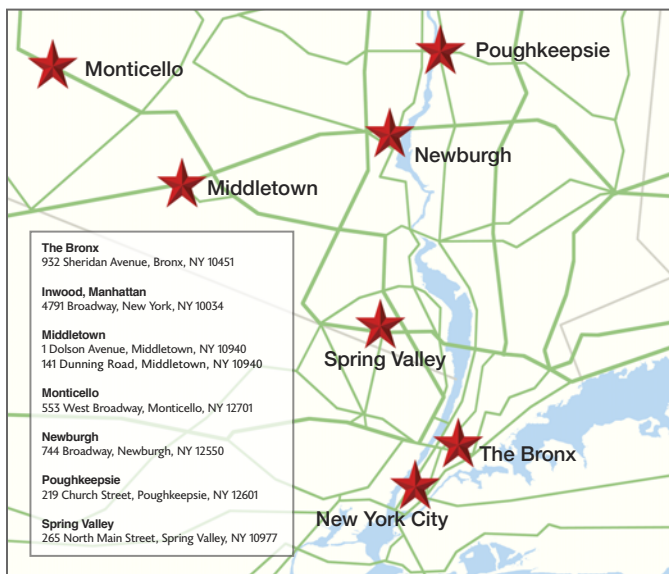 Monticello
Poughkeepsie
Newburgh
Middletown
Spring Valley
The Bronx
New York City
The Bronx
932 Sheridan Avenue, Bronx, NY 10451
Inwood, Manhattan
4791 Broadway, New York, NY 10034
Middletown
1 Dolson Avenue, Middletown, NY 10940
141 Dunning Road, Middletown, NY 10940
Monticello
553 West Broadway, Monticello, NY 12701
Newburgh
744 Broadway, Newburgh, NY 12550
Poughkeepsie
219 Church Street, Poughkeepsie, NY 12601
Spring Valley
265 North Main Street, Spring Valley, NY 10977